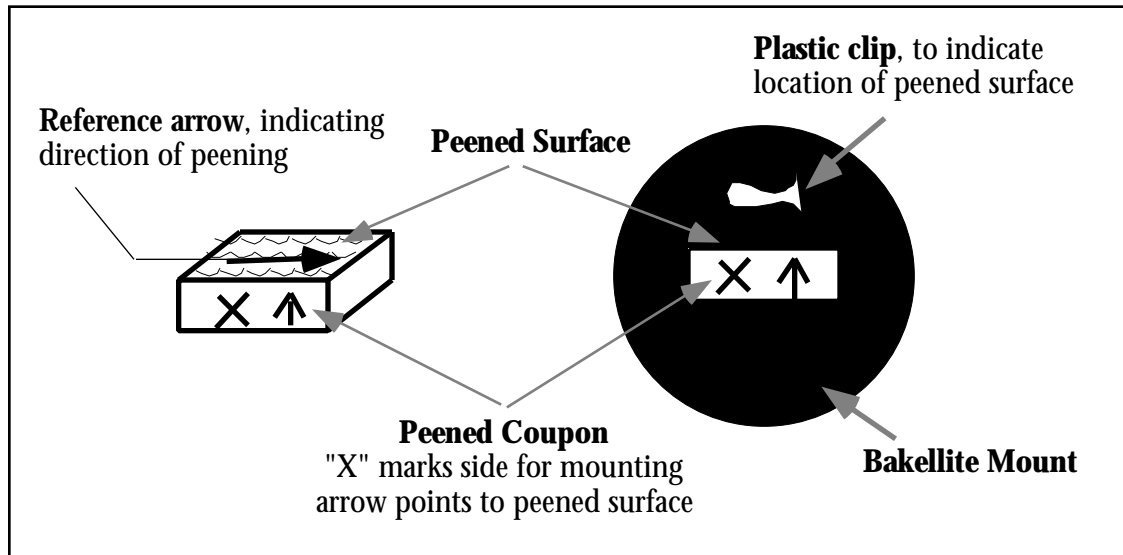 Plastic clip, to indicate
location of peened surface
Reference arrow, indicating
direction of peening
Peened Surface
X
X
Peened Coupon
"X" marks side for mounting
arrow points to peened surface
Bakellite Mount